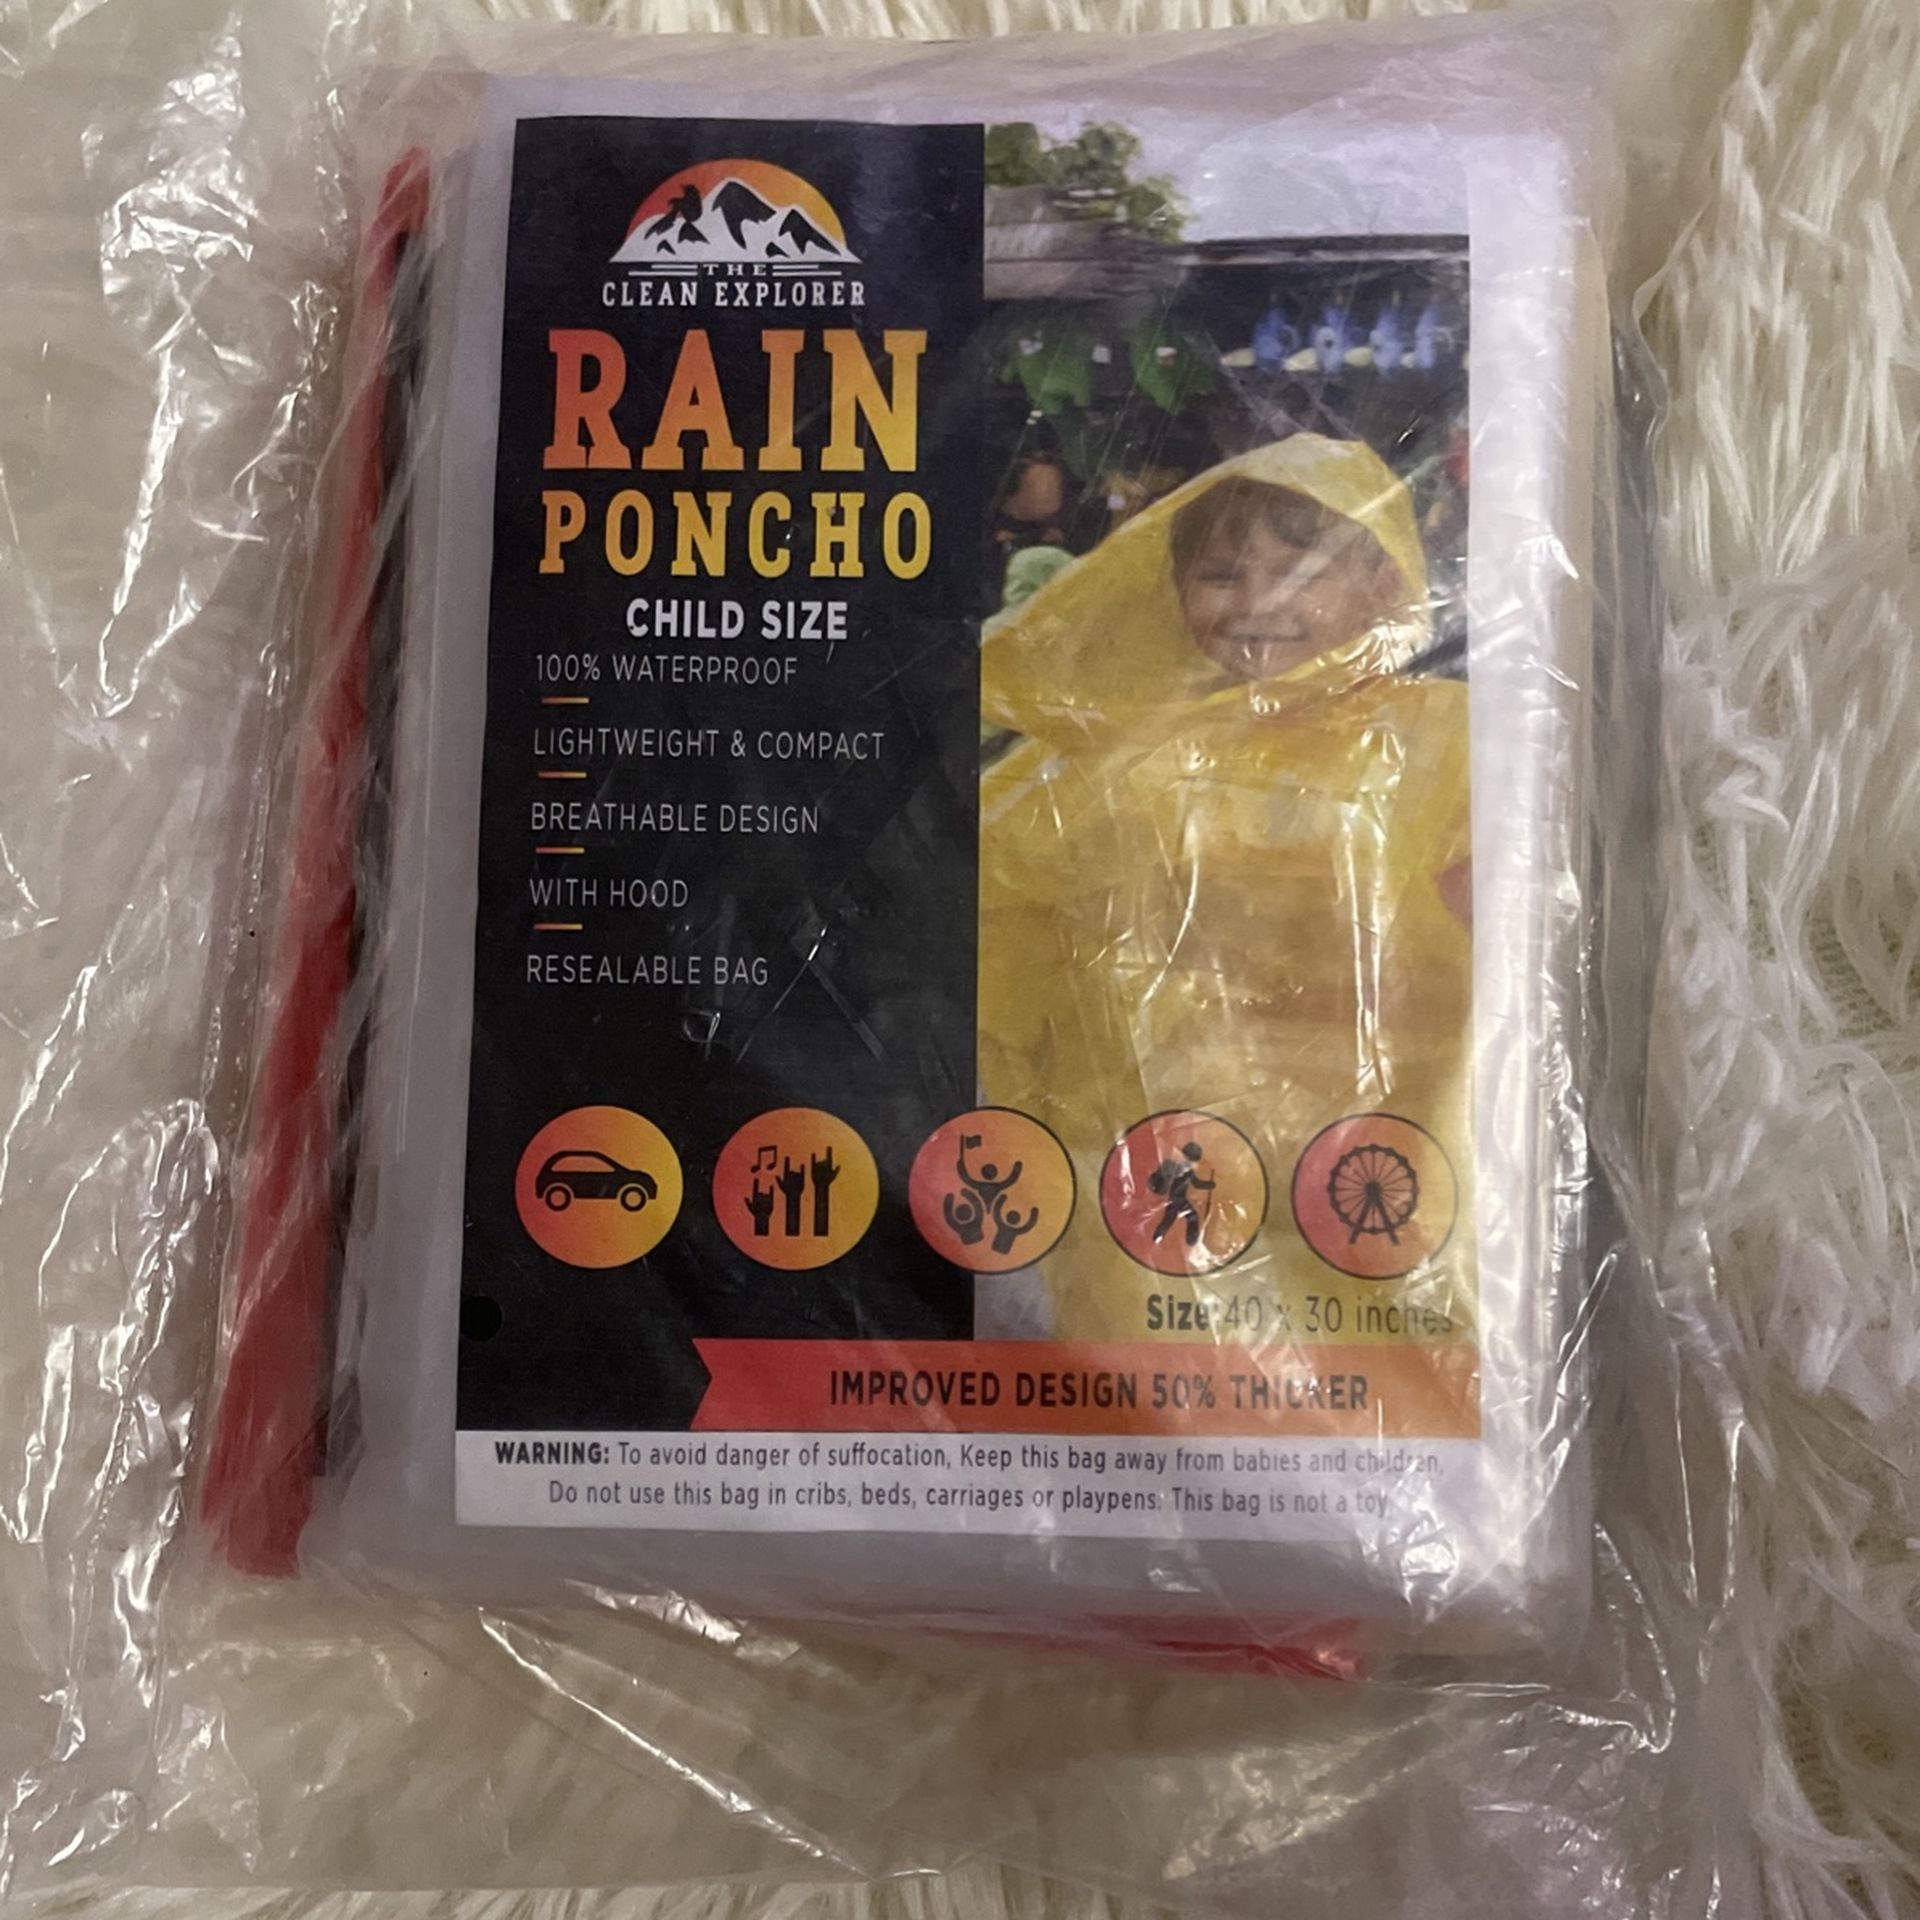 THE
CLEAN EXPLORER
RAIN
PONCHO
CHILD SIZE
100% WATERPROOF
LIGHTWEIGHT & COMPACT
BREATHABLE DESIGN
WITH HOOD
RESEALABLE BAG
Size: 40 x 30 inches
IMPROVED DESIGN 50% THICKER
WARNING: To avoid danger of suffocation, Keep this bag away from babies and children,
Do not use this bag in cribs, beds, carriages or playpens. This bag is not a toy.